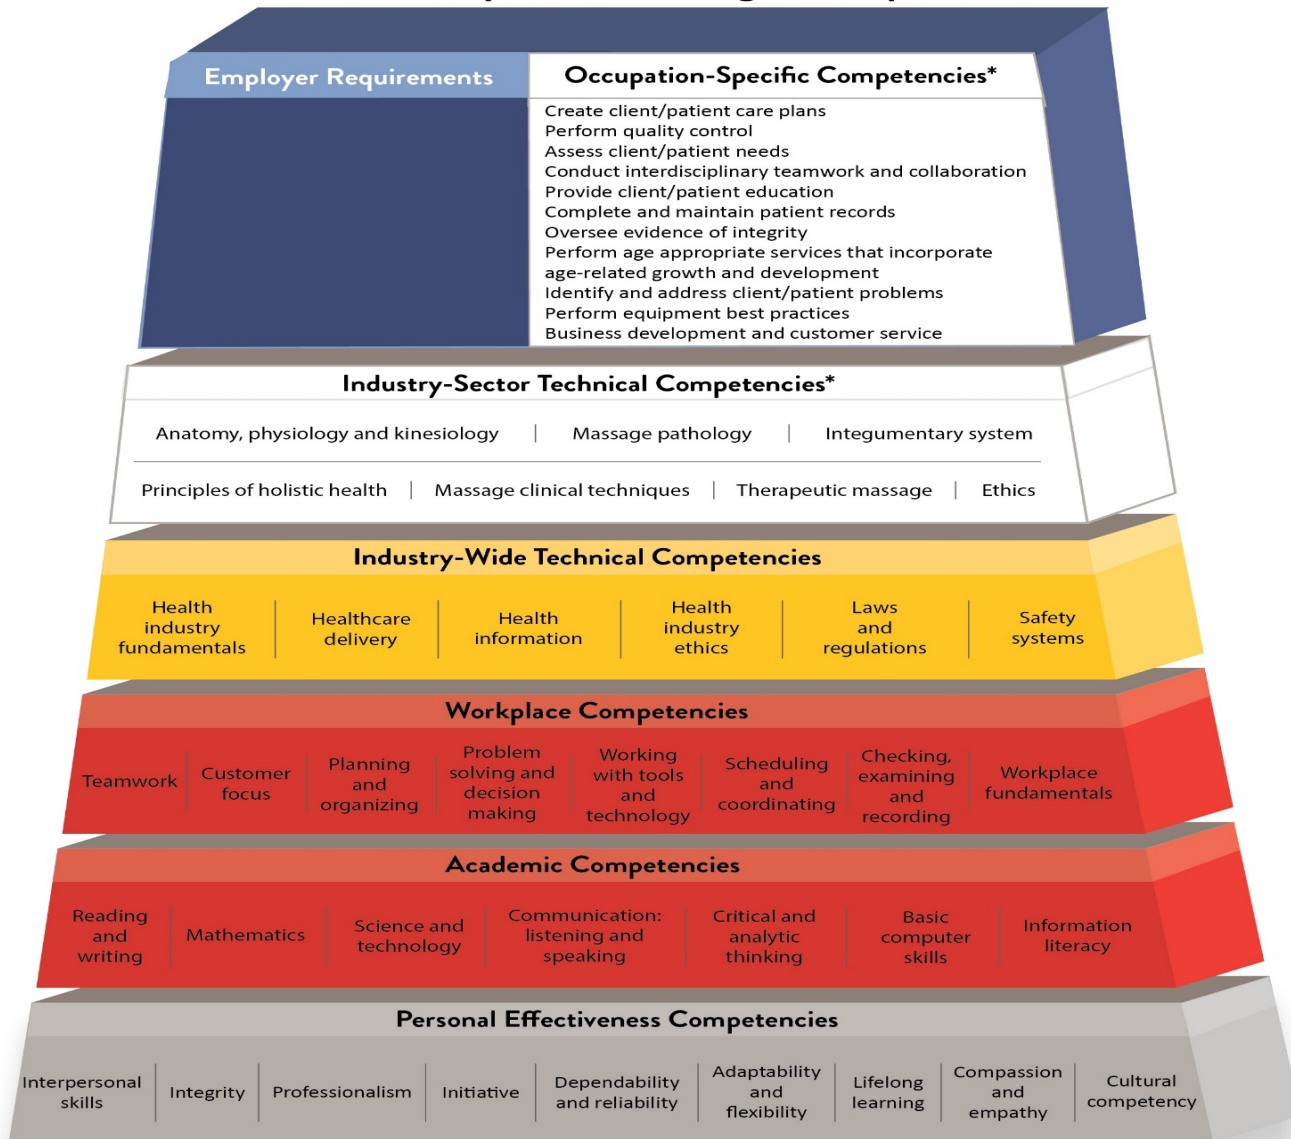 Employer Requirements
Occupation-Specific Competencies*
Create client/patient care plans
Perform quality control
Assess client/patient needs
Conduct interdisciplinary teamwork and collaboration
Provide client/patient education
Complete and maintain patient records
Oversee evidence of integrity
Perform age appropriate services that incorporate
age-related growth and development
Identify and address client/patient problems
Perform equipment best practices
Business development and customer service
Industry-Sector Technical Competencies*
Anatomy, physiology and kinesiology | Massage pathology | Integumentary system
Principles of holistic health | Massage clinical techniques | Therapeutic massage | Ethics
Industry-Wide Technical Competencies
Health
industry
fundamentals
Healthcare
delivery
Health
information
Health
industry
ethics
Laws
and
regulations
Safety
systems
Workplace Competencies
Teamwork
Customer
focus
Planning
and
organizing
Problem
solving and
decision
making
Working
with tools
and
technology
Scheduling
and
coordinating
Checking,
examining
and
recording
Workplace
fundamentals
Academic Competencies
Reading
and
writing
Mathematics
Science and
technology
Communication:
listening and
speaking
Critical and
analytic
thinking
Basic
computer
skills
Information
literacy
Personal Effectiveness Competencies
Interpersonal
skills
Integrity
Professionalism
Initiative
Dependability
and reliability
Adaptability
and
flexibility
Lifelong
learning
Compassion
and
empathy
Cultural
competency